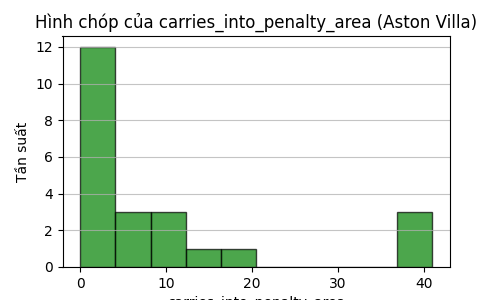 Hình chóp của carries_into_penalty_area (Aston Villa)
12
10
8
6
4
2
0
Tần suất
0 10 20 30 40
carries_into_penalty_area